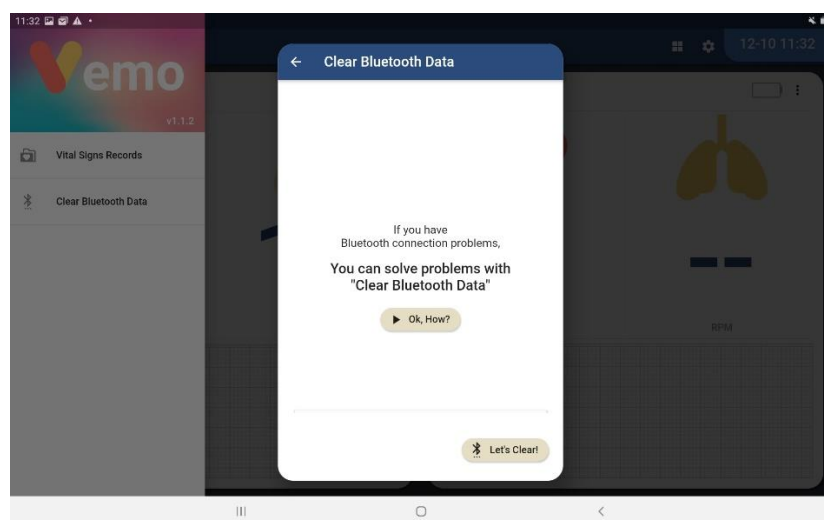 11:32
12-10 11:32
Vemo
v1.1.2
Vital Signs Records
Clear Bluetooth Data
Clear Bluetooth Data
If you have
Bluetooth connection problems,
You can solve problems with
"Clear Bluetooth Data"
Ok, How?
Let's Clear!
RPM